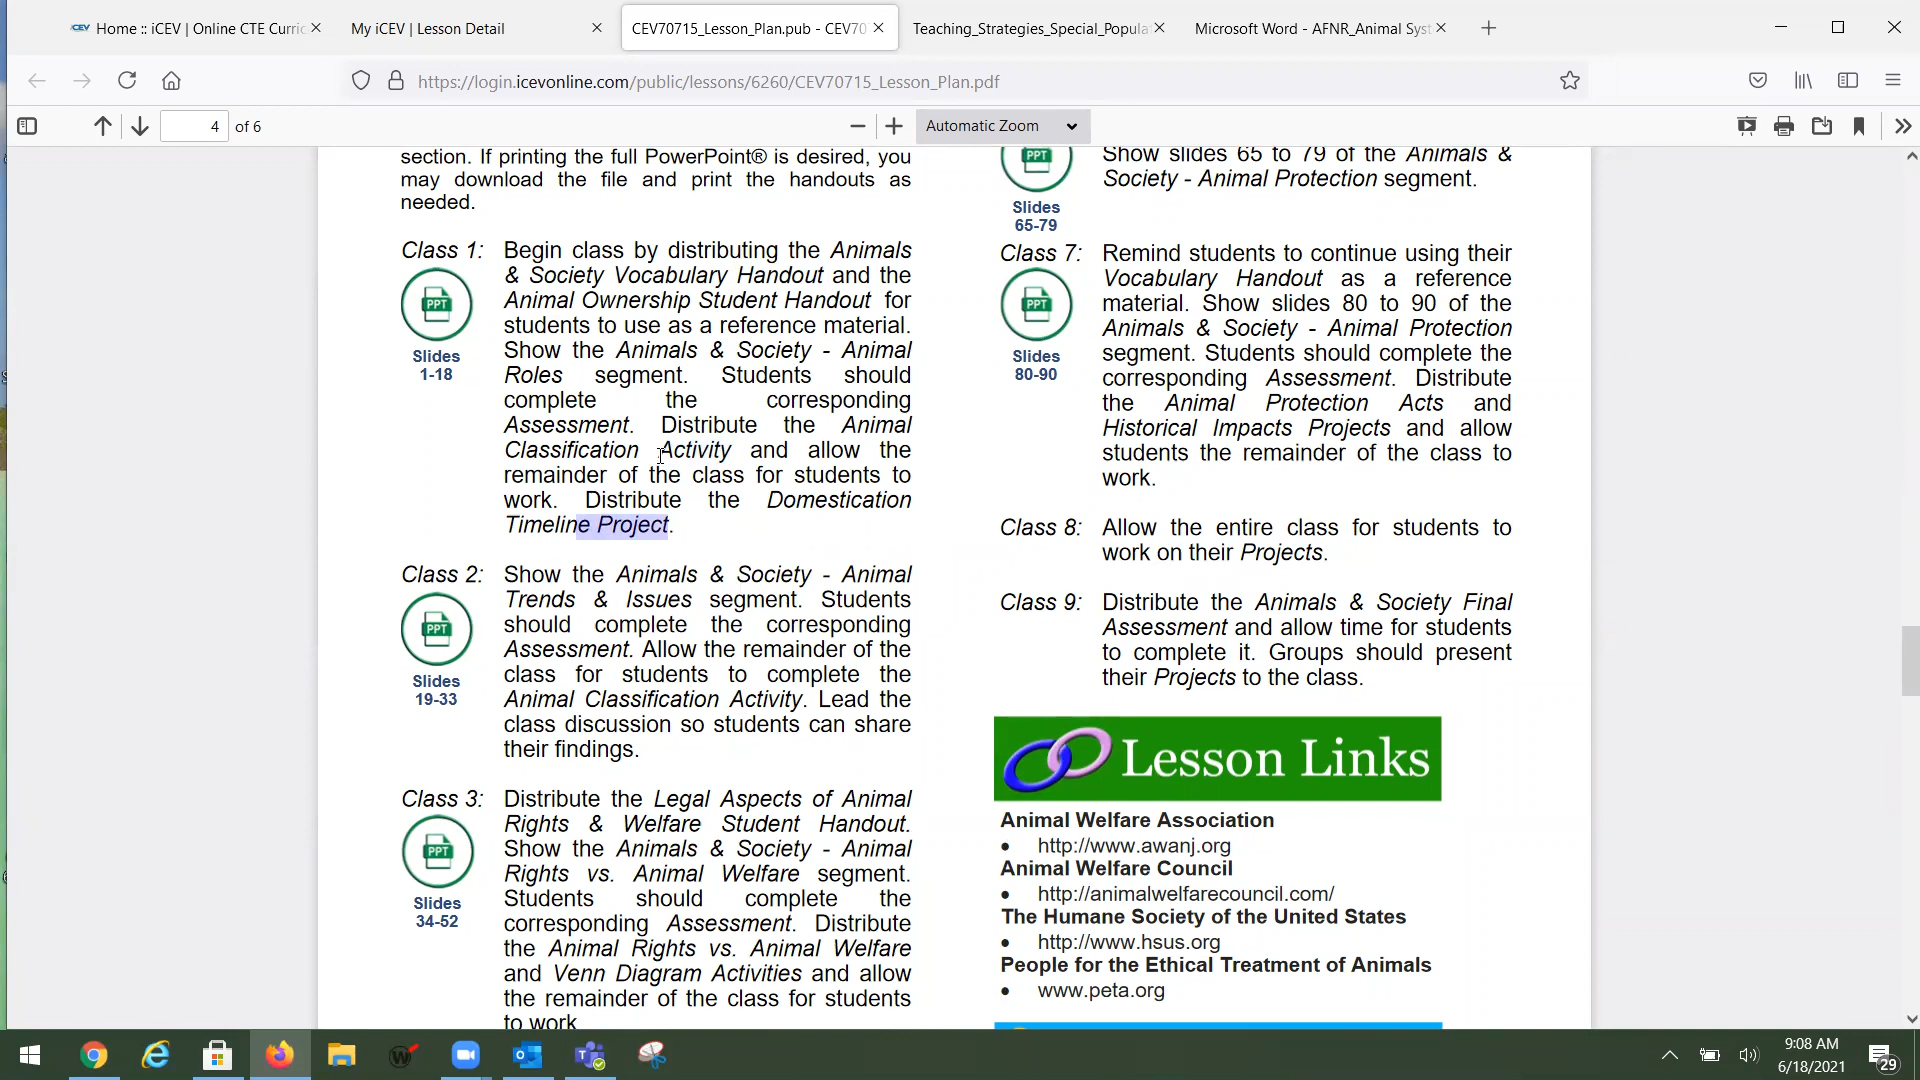 Home :: iCEV | Online CTE Curric
My iCEV | Lesson Detail
CEV70715_Lesson_Plan.pub - CEV70
Teaching_Strategies_Special_Popula
Microsoft Word - AFNR_Animal Syst
https://login.icevonline.com/public/lessons/6260/CEV70715_Lesson_Plan.pdf
4 of 6
Automatic Zoom
section. If printing the full PowerPoint® is desired, you
may download the file and print the handouts as
needed.
Class 1: Begin class by distributing the Animals
& Society Vocabulary Handout and the
Animal Ownership Student Handout for
students to use as a reference material.
Show the Animals & Society - Animal
Roles segment. Students should
complete the corresponding
Assessment. Distribute the Animal
Classification Activity and allow the
remainder of the class for students to
work. Distribute the Domestication
Timeline Project.
PPT
Slides
1-18
Class 2: Show the Animals & Society - Animal
Trends & Issues segment. Students
should complete the corresponding
Assessment. Allow the remainder of the
class for students to complete the
Animal Classification Activity. Lead the
class discussion so students can share
their findings.
PPT
Slides
19-33
Class 3: Distribute the Legal Aspects of Animal
Rights & Welfare Student Handout.
Show the Animals & Society - Animal
Rights vs. Animal Welfare segment.
Students should complete the
corresponding Assessment. Distribute
the Animal Rights vs. Animal Welfare
and Venn Diagram Activities and allow
the remainder of the class for students
to work
PPT
Slides
34-52
Show slides 65 to 79 of the Animals &
Society - Animal Protection segment.
PPT
Slides
65-79
Class 7: Remind students to continue using their
Vocabulary Handout as a reference
material. Show slides 80 to 90 of the
Animals & Society - Animal Protection
segment. Students should complete the
corresponding Assessment. Distribute
the Animal Protection Acts and
Historical Impacts Projects and allow
students the remainder of the class to
work.
PPT
Slides
80-90
Class 8: Allow the entire class for students to
work on their Projects.
Class 9: Distribute the Animals & Society Final
Assessment and allow time for students
to complete it. Groups should present
their Projects to the class.
Lesson Links
Animal Welfare Association
• http://www.awanj.org
Animal Welfare Council
• http://animalwelfarecouncil.com/
The Humane Society of the United States
• http://www.hsus.org
People for the Ethical Treatment of Animals
• www.peta.org
9:08 AM
6/18/2021
29